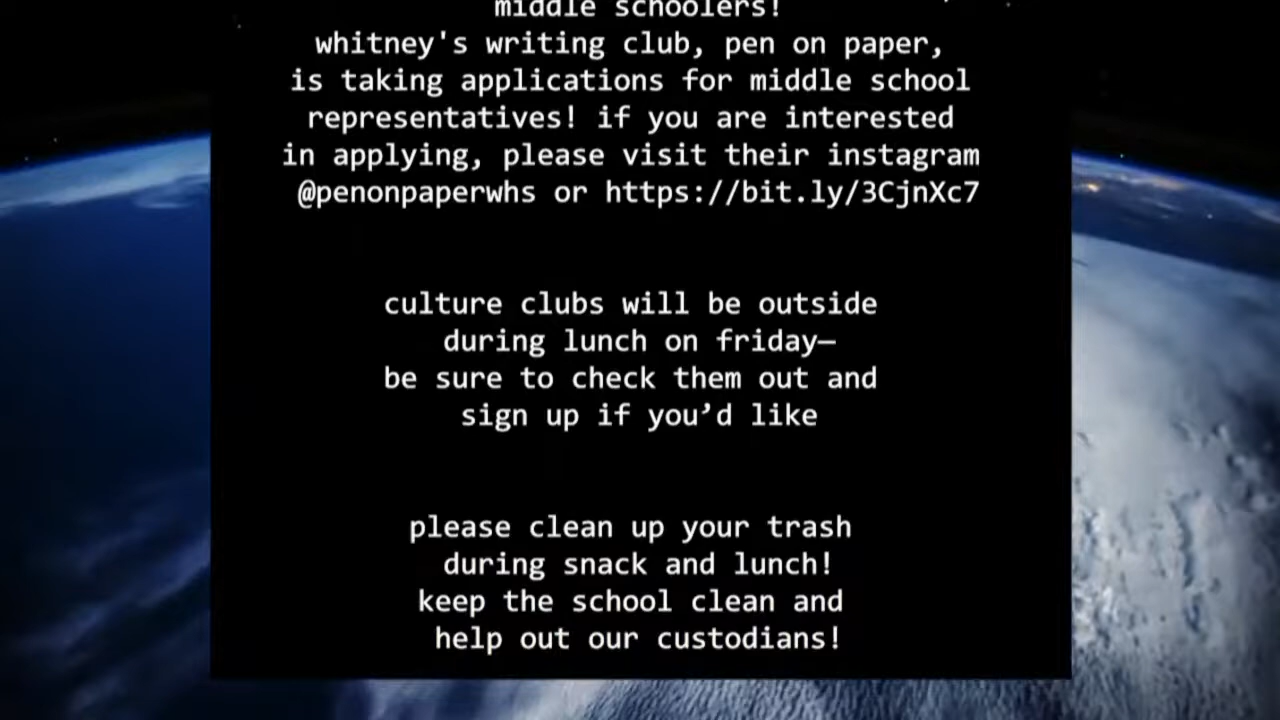 middle schoolers!
whitney's writing club, pen on paper,
is taking applications for middle school
representatives! if you are interested
in applying, please visit their instagram
@penonpaperwhs or https://bit.ly/3CjnXc7
culture clubs will be outside
during lunch on friday—
be sure to check them out and
sign up if you’d like
please clean up your trash
during snack and lunch!
keep the school clean and
help out our custodians!